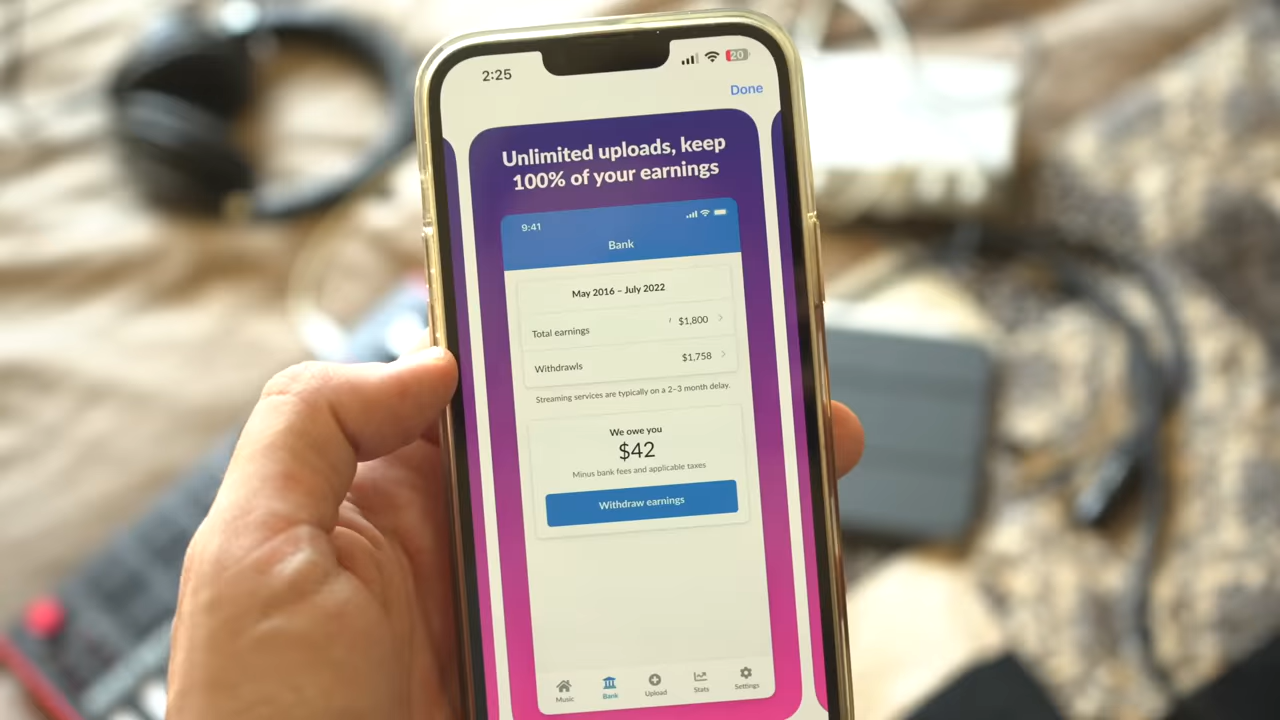 2:25
20
Done
Unlimited uploads, keep
100% of your earnings
9:41
Bank
May 2016 – July 2022
Total earnings $1,800
Withdrawls $1,758
Streaming services are typically on a 2–3 month delay.
We owe you
$42
Minus bank fees and applicable taxes
Withdraw earnings
Music Bank Upload Stats Settings